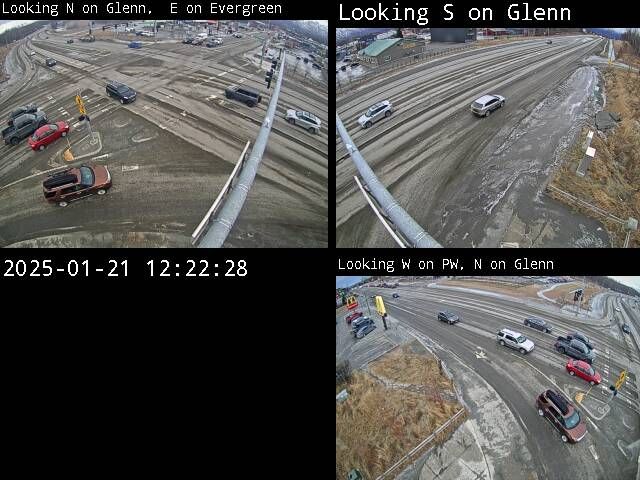 Looking N on Glenn,  E on Evergreen
Looking S on Glenn
2025-01-21 12:22:28
Looking W on PW, N on Glenn